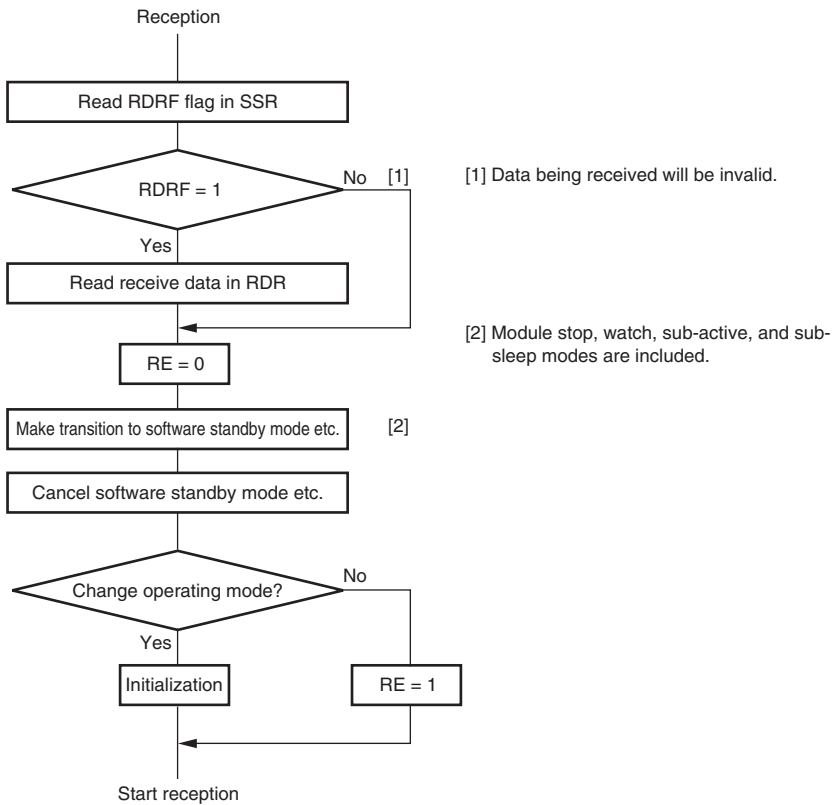 Reception
Read RDRF flag in SSR
RDRF = 1
No [1]
[1] Data being received will be invalid.
Yes
Read receive data in RDR
[2] Module stop, watch, sub-active, and sub-
sleep modes are included.
RE = 0
Make transition to software standby mode etc.
[2]
Cancel software standby mode etc.
Change operating mode?
No
Yes
Initialization
RE = 1
Start reception